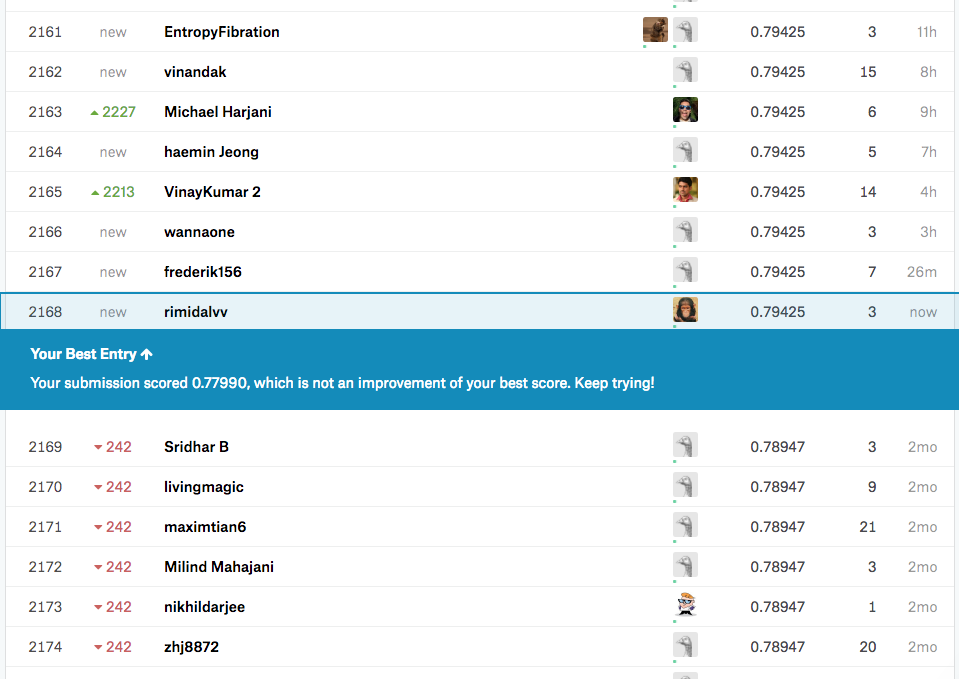 2161 new EntropyFibration 0.79425 3 11h
2162 new vinandak 0.79425 15 8h
2163 2227 Michael Harjani 0.79425 6 9h
2164 new haemin Jeong 0.79425 5 7h
2165 2213 VinayKumar 2 0.79425 14 4h
2166 new wannaone 0.79425 3 3h
2167 new frederik156 0.79425 7 26m
2168 new rimidalvv 0.79425 3 now
Your Best Entry ↑
Your submission scored 0.77990, which is not an improvement of your best score. Keep trying!
2169 242 Sridhar B 0.78947 3 2mo
2170 242 livingmagic 0.78947 9 2mo
2171 242 maximtian6 0.78947 21 2mo
2172 242 Milind Mahajani 0.78947 3 2mo
2173 242 nikhildarjee 0.78947 1 2mo
2174 242 zhj8872 0.78947 20 2mo